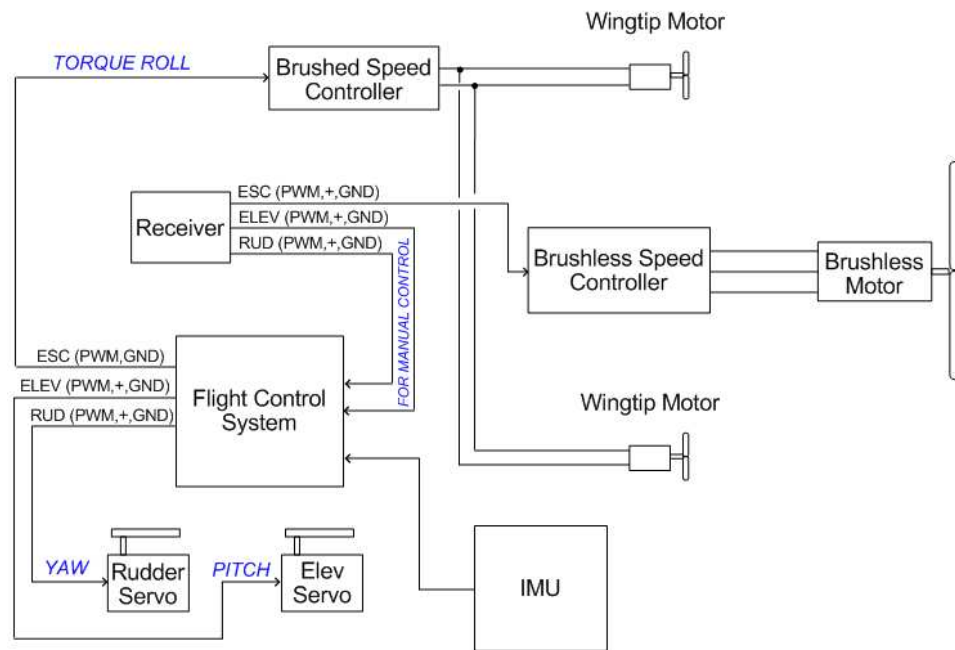 Wingtip Motor
TORQUE ROLL
Brushed Speed
Controller
ESC (PWM,+,GND)
Receiver
ELEV (PWM,+,GND)
RUD (PWM,+,GND)
FOR MANUAL CONTROL
Brushless Speed
Controller
Brushless
Motor
ESC (PWM,GND)
ELEV (PWM,+,GND)
RUD (PWM,+,GND)
Flight Control
System
Wingtip Motor
YAW
Rudder
Servo
PITCH
Elev
Servo
IMU